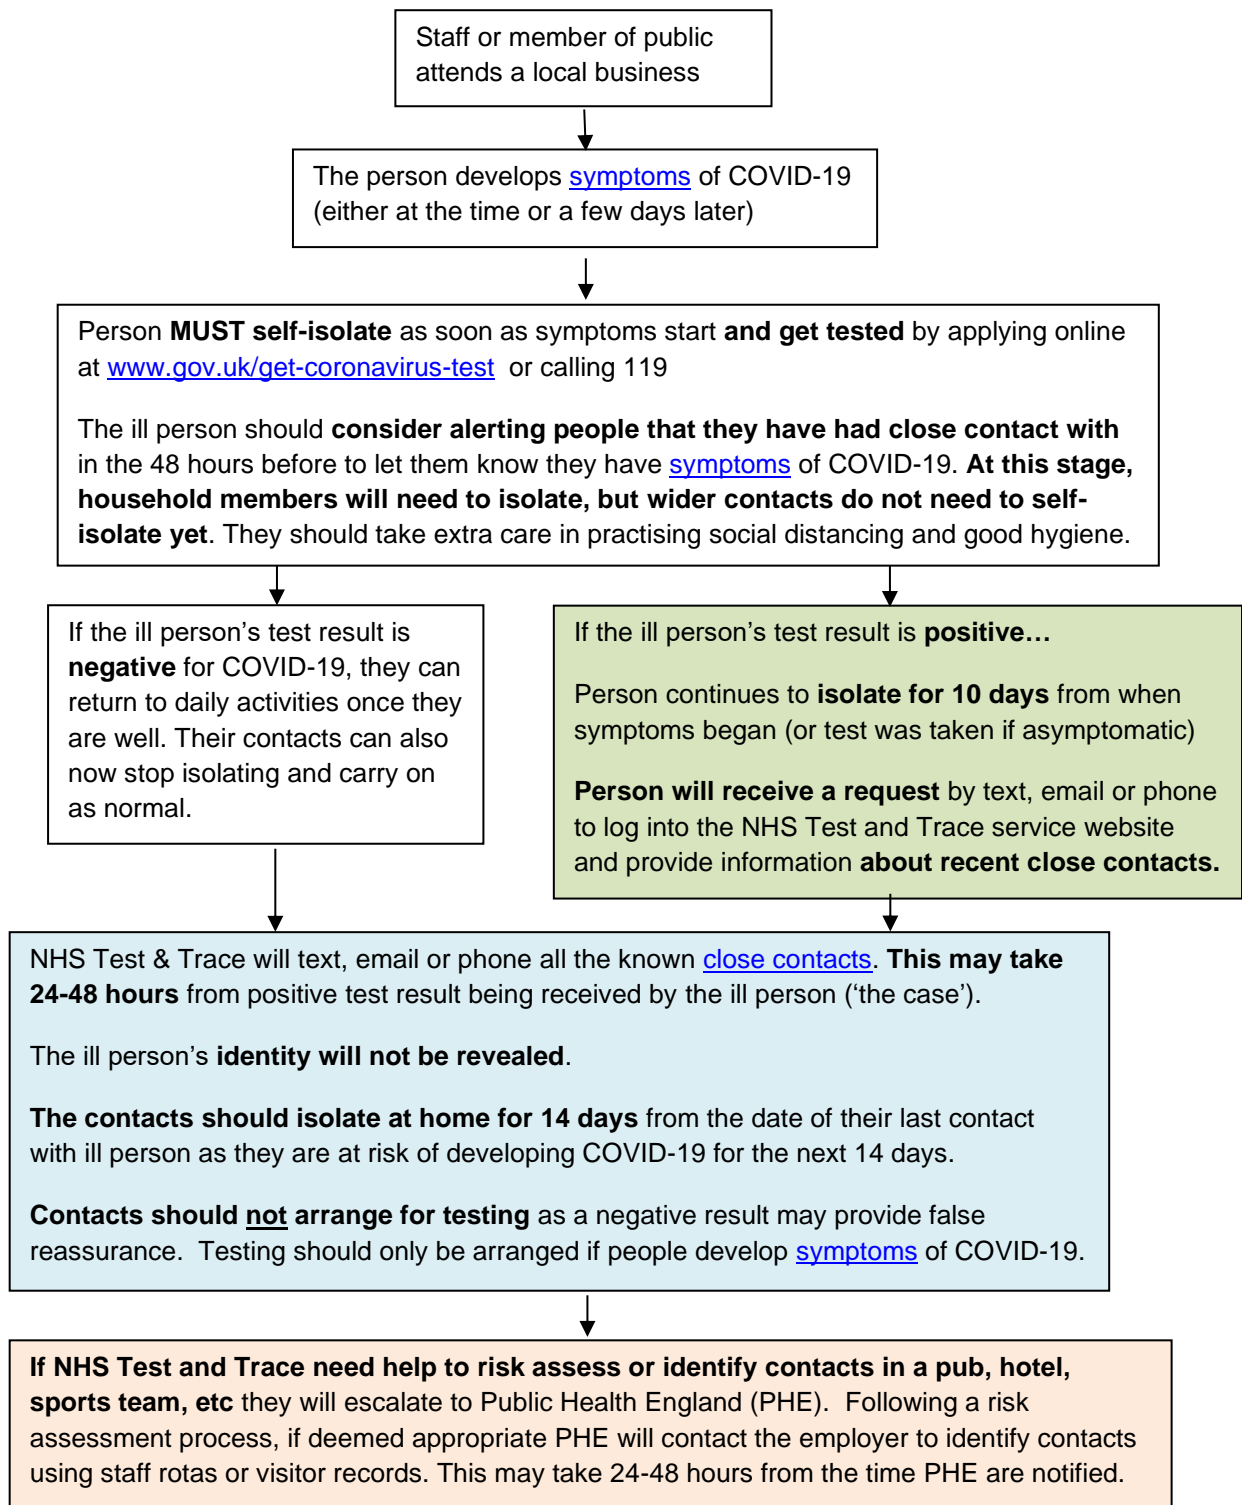 Staff or member of public
attends a local business
The person develops symptoms of COVID-19
(either at the time or a few days later)
Person MUST self-isolate as soon as symptoms start and get tested by applying online
at www.gov.uk/get-coronavirus-test or calling 119
The ill person should consider alerting people that they have had close contact with
in the 48 hours before to let them know they have symptoms of COVID-19. At this stage,
household members will need to isolate, but wider contacts do not need to self-
isolate yet. They should take extra care in practising social distancing and good hygiene.
If the ill person’s test result is
negative for COVID-19, they can
return to daily activities once they
are well. Their contacts can also
now stop isolating and carry on
as normal.
If the ill person’s test result is positive…
Person continues to isolate for 10 days from when
symptoms began (or test was taken if asymptomatic)
Person will receive a request by text, email or phone
to log into the NHS Test and Trace service website
and provide information about recent close contacts.
NHS Test & Trace will text, email or phone all the known close contacts. This may take
24-48 hours from positive test result being received by the ill person (‘the case’).
The ill person’s identity will not be revealed.
The contacts should isolate at home for 14 days from the date of their last contact
with ill person as they are at risk of developing COVID-19 for the next 14 days.
Contacts should not arrange for testing as a negative result may provide false
reassurance. Testing should only be arranged if people develop symptoms of COVID-19.
If NHS Test and Trace need help to risk assess or identify contacts in a pub, hotel,
sports team, etc they will escalate to Public Health England (PHE). Following a risk
assessment process, if deemed appropriate PHE will contact the employer to identify contacts
using staff rotas or visitor records. This may take 24-48 hours from the time PHE are notified.